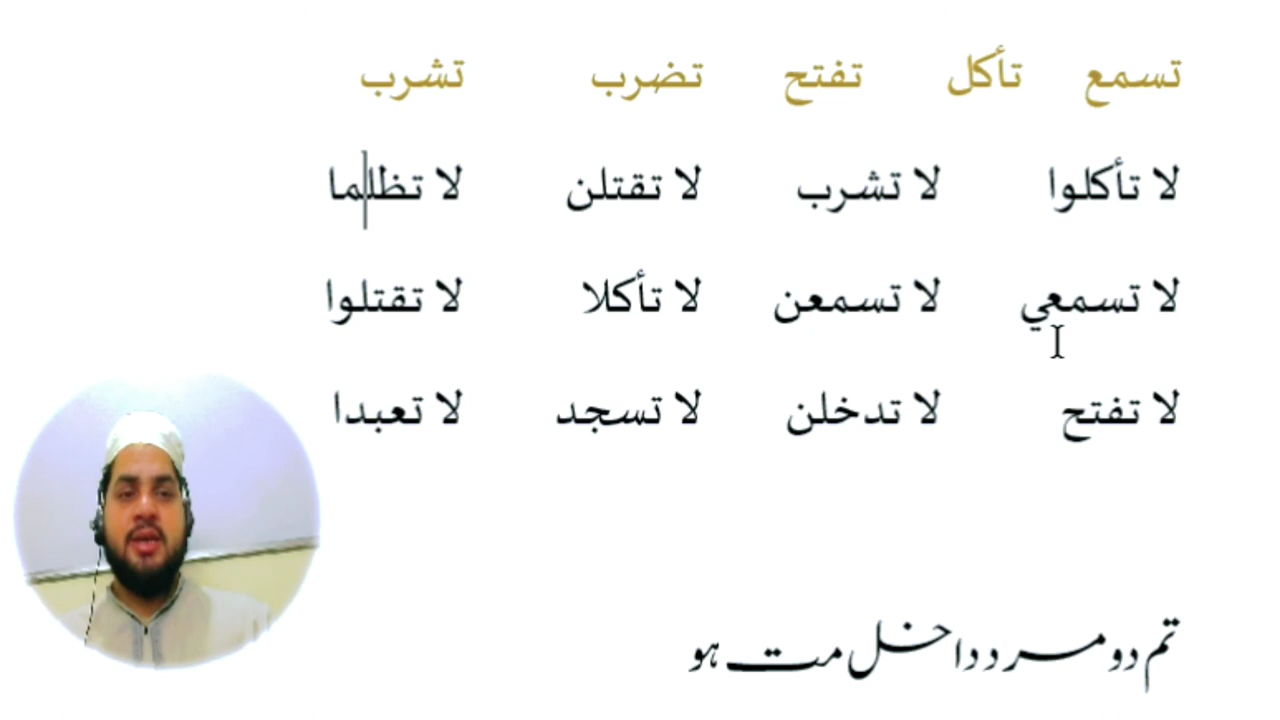 تسمع تأكل تفتح تضرب تشرب
لا تأكلوا لا تشرب لا تقتلن لا تظلما
لا تسمعي لا تسمعن لا تأكلا لا تقتلوا
لا تفتح لا تدخلن لا تسجد لا تعبدا
تم دو مرد داخل مت ہو